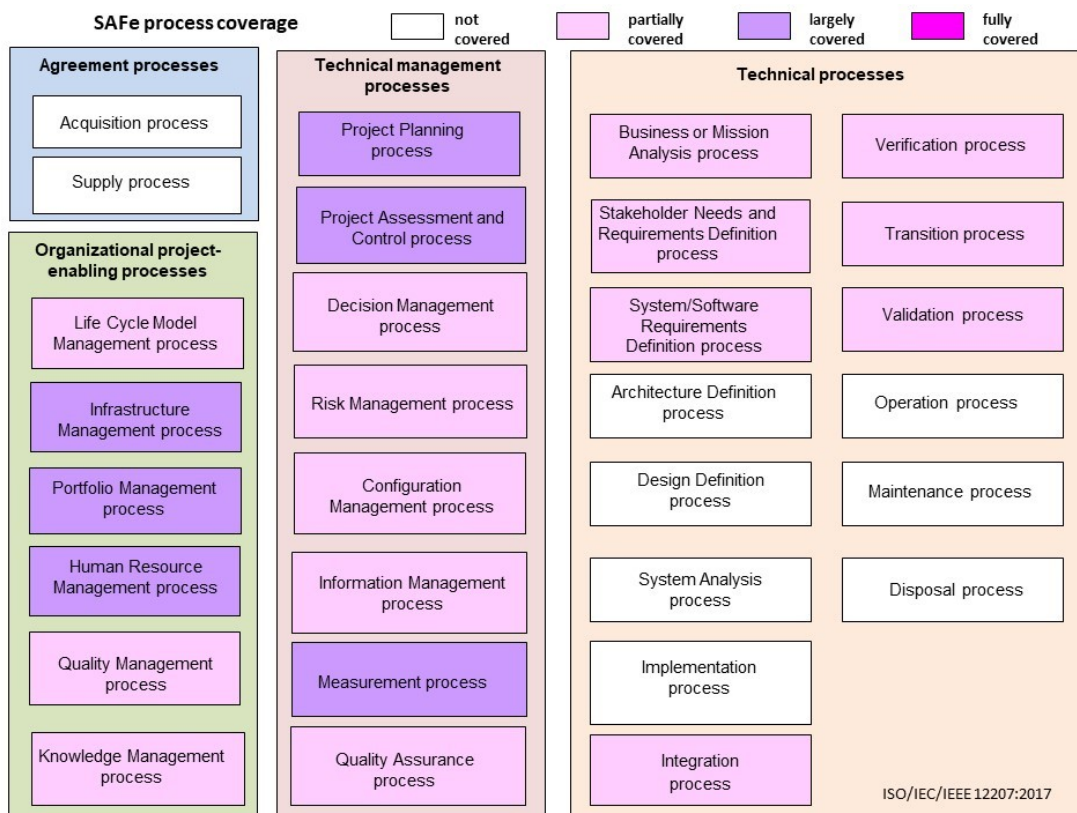 SAFe process coverage
not
covered
partially
covered
largely
covered
fully
covered
Agreement processes
Acquisition process
Supply process
Organizational project-
enabling processes
Life Cycle Model
Management process
Infrastructure
Management process
Portfolio Management
process
Human Resource
Management process
Quality Management
process
Knowledge Management
process
Technical management
processes
Project Planning
process
Project Assessment and
Control process
Decision Management
process
Risk Management process
Configuration
Management process
Information Management
process
Measurement process
Quality Assurance
process
Technical processes
Business or Mission
Analysis process
Stakeholder Needs and
Requirements Definition
process
System/Software
Requirements
Definition process
Architecture Definition
process
Design Definition
process
System Analysis
process
Implementation
process
Integration
process
Verification process
Transition process
Validation process
Operation process
Maintenance process
Disposal process
ISO/IEC/IEEE 12207:2017